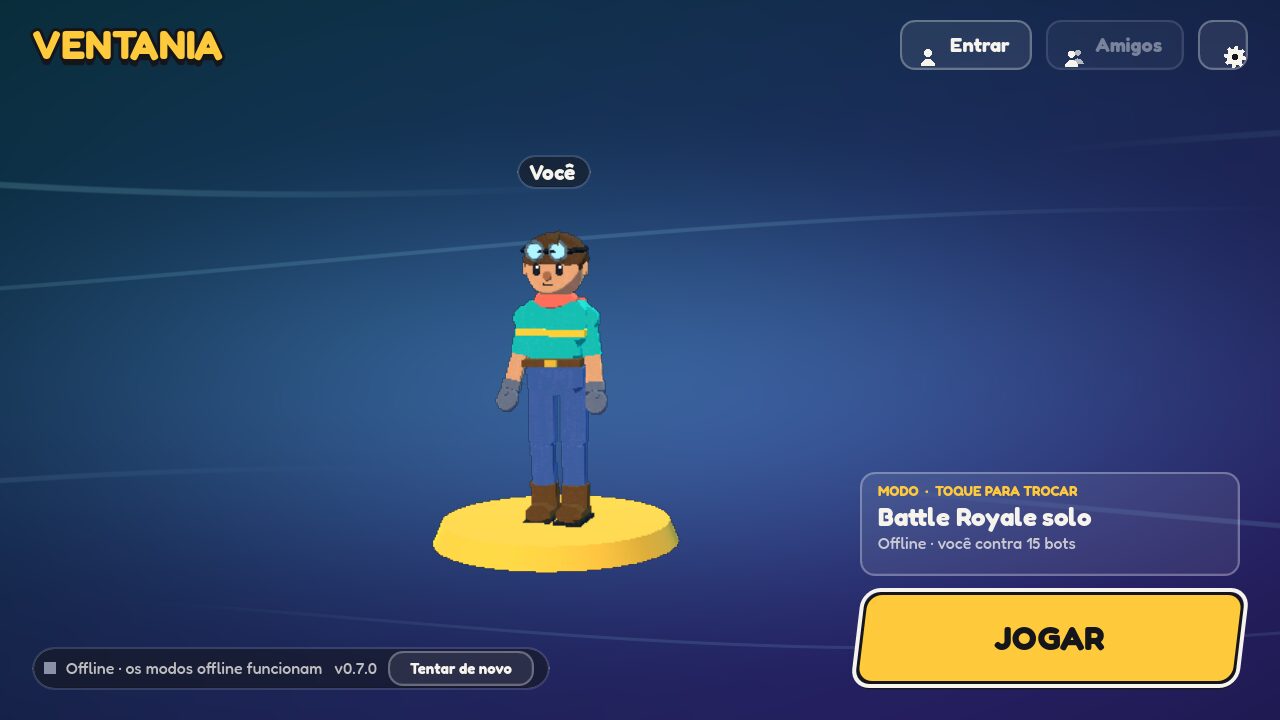 VENTANIA
Entrar
Amigos
Você
MODO · TOQUE PARA TROCAR
Battle Royale solo
Offline · você contra 15 bots
JOGAR
Offline · os modos offline funcionam v0.7.0
Tentar de novo